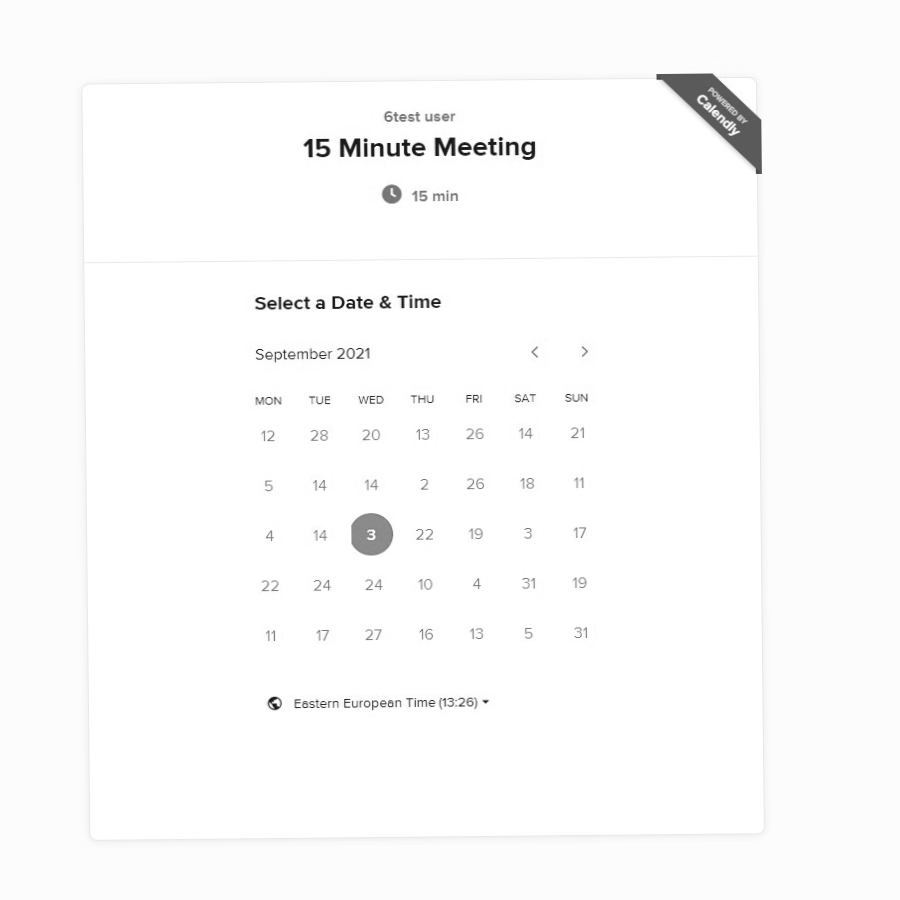 6test user
15 Minute Meeting
15 min
POWERED BY
Calendly
Select a Date & Time
September 2021
MON TUE WED THU FRI SAT SUN
12 28 20 13 26 14 21
5 14 14 2 26 18 11
4 14 3 22 19 3 17
22 24 24 10 4 31 19
11 17 27 16 13 5 31
Eastern European Time (13:26)